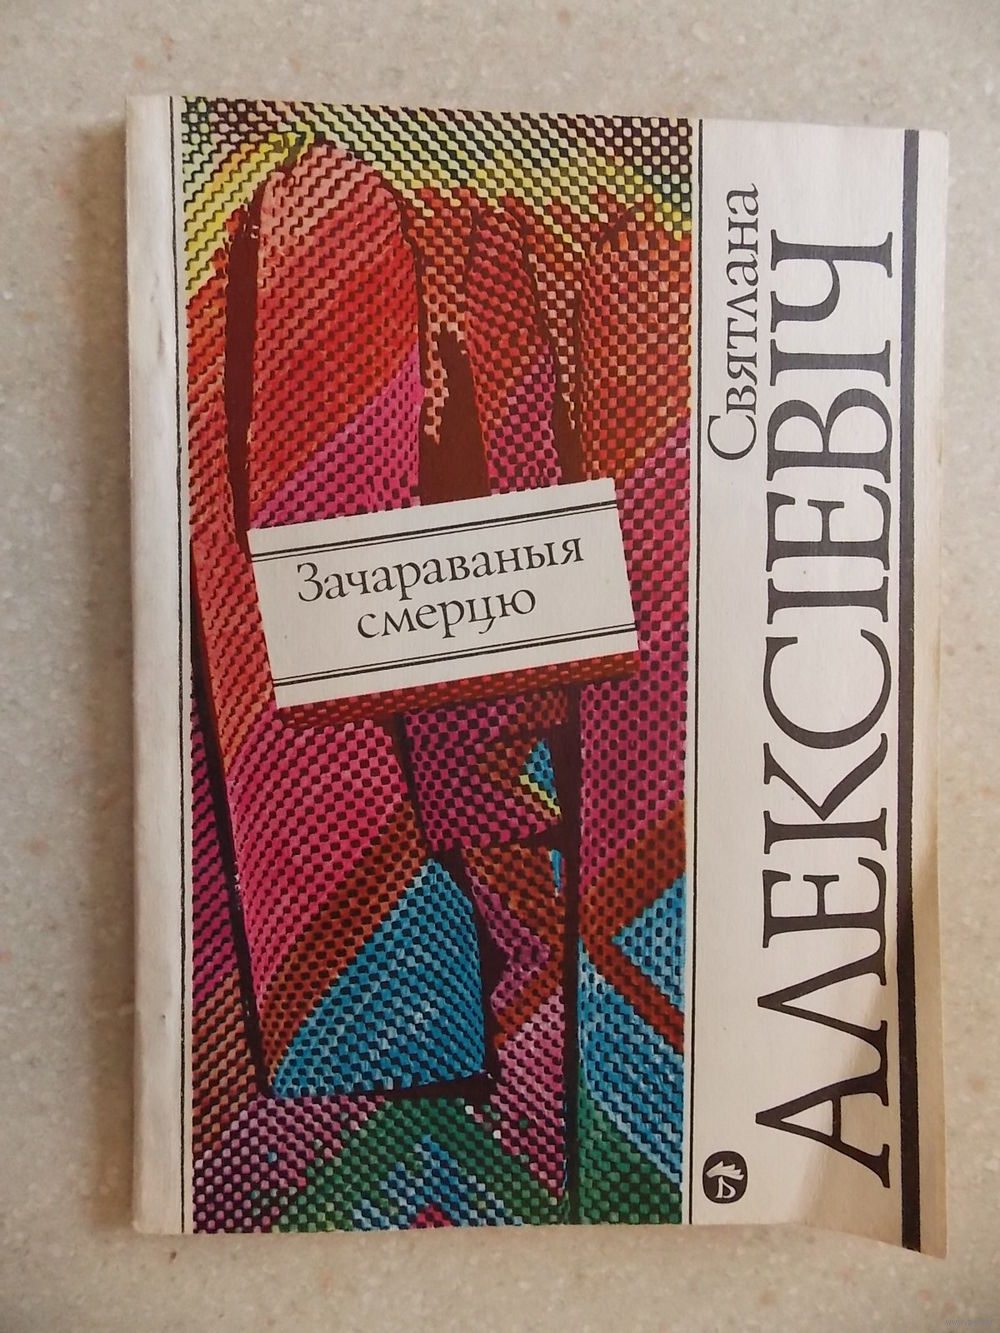 Святлана
АЛЕКСІЕВІЧ
Зачараваныя
смерцю